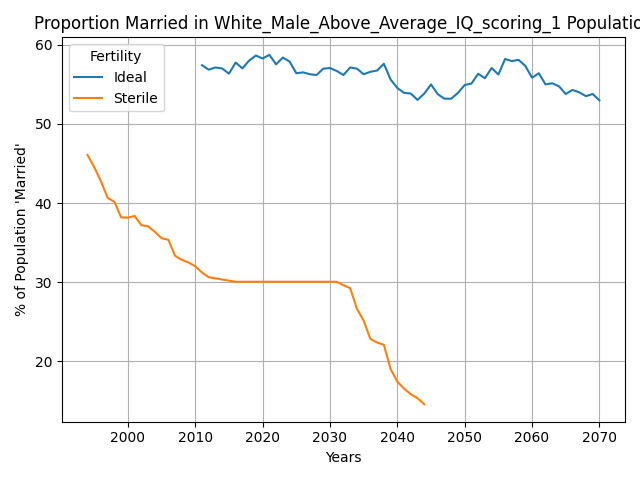 Proportion Married in White_Male_Above_Average_IQ_scoring_1 Populatio
Fertility
Ideal
Sterile
60
50
40
30
20
% of Population 'Married'
2000 2010 2020 2030 2040 2050 2060 2070
Years